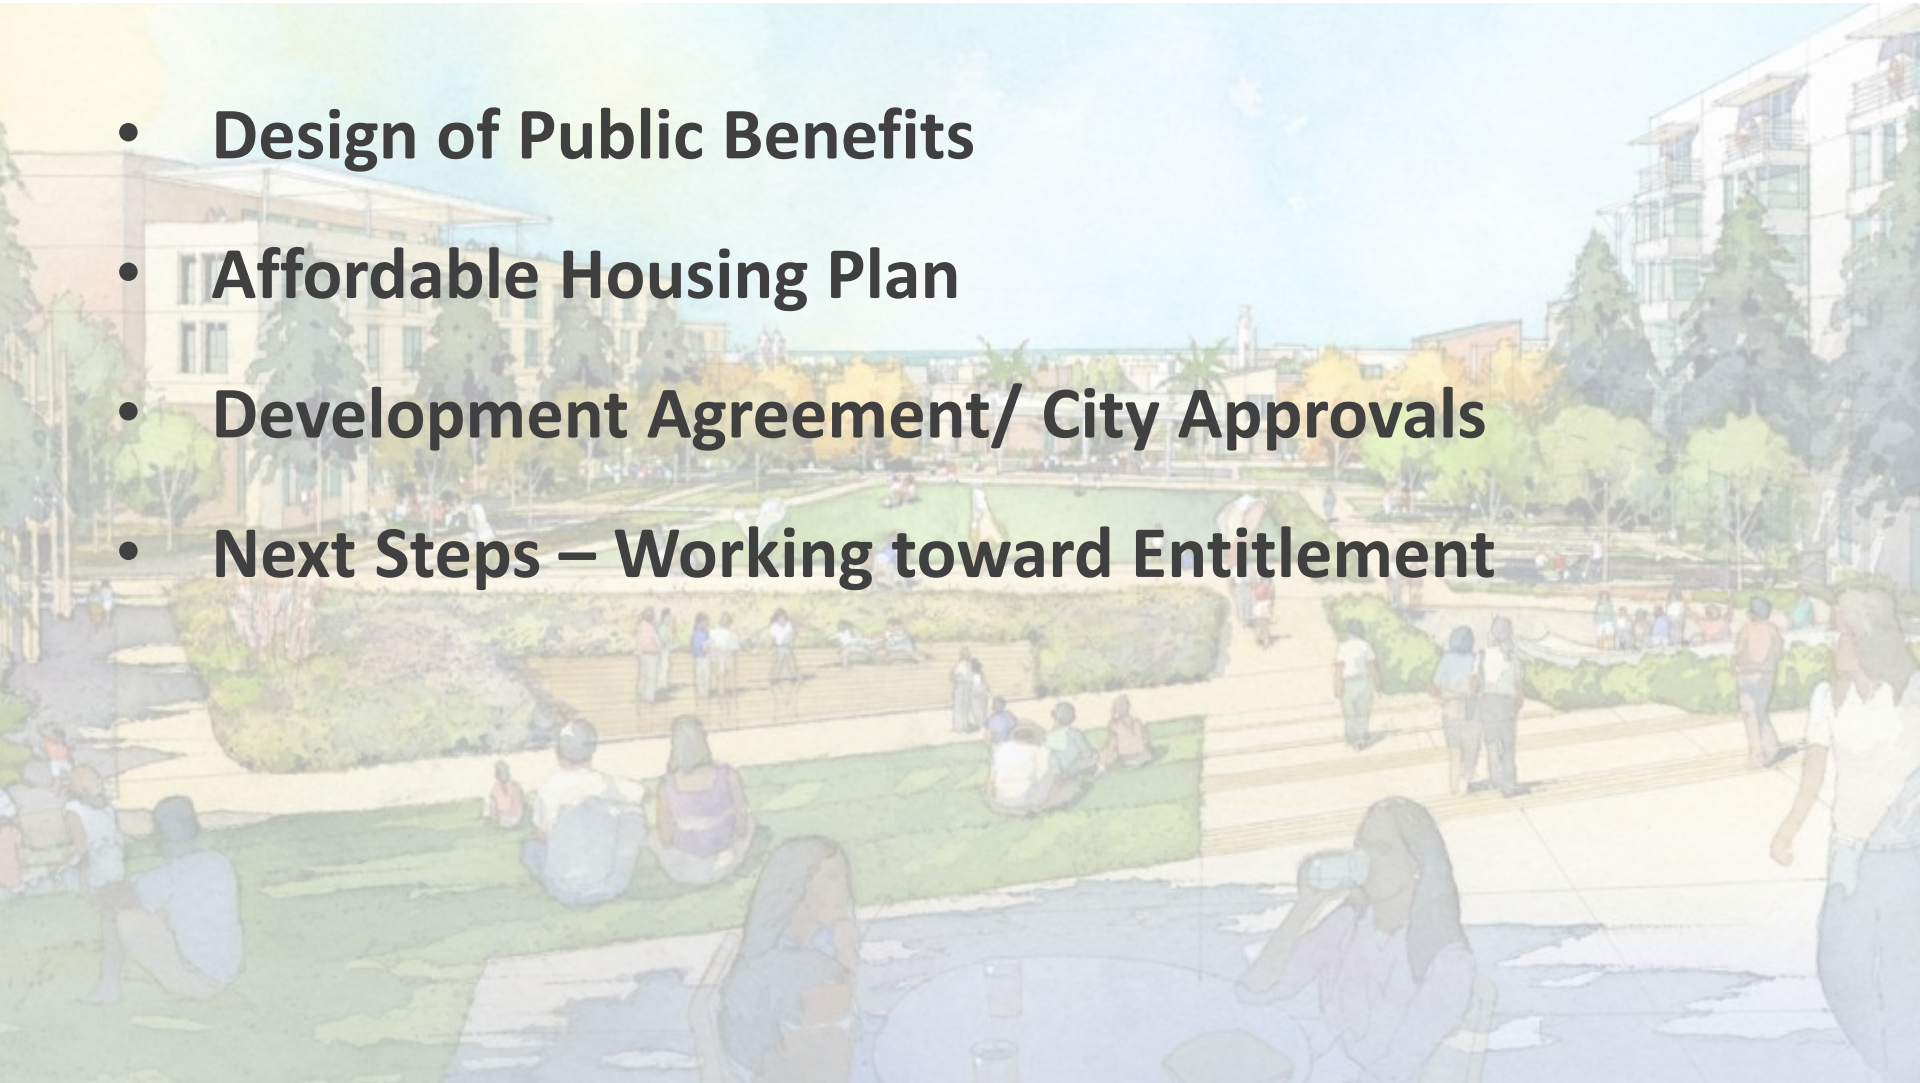 • Design of Public Benefits
• Affordable Housing Plan
• Development Agreement/ City Approvals
• Next Steps – Working toward Entitlement